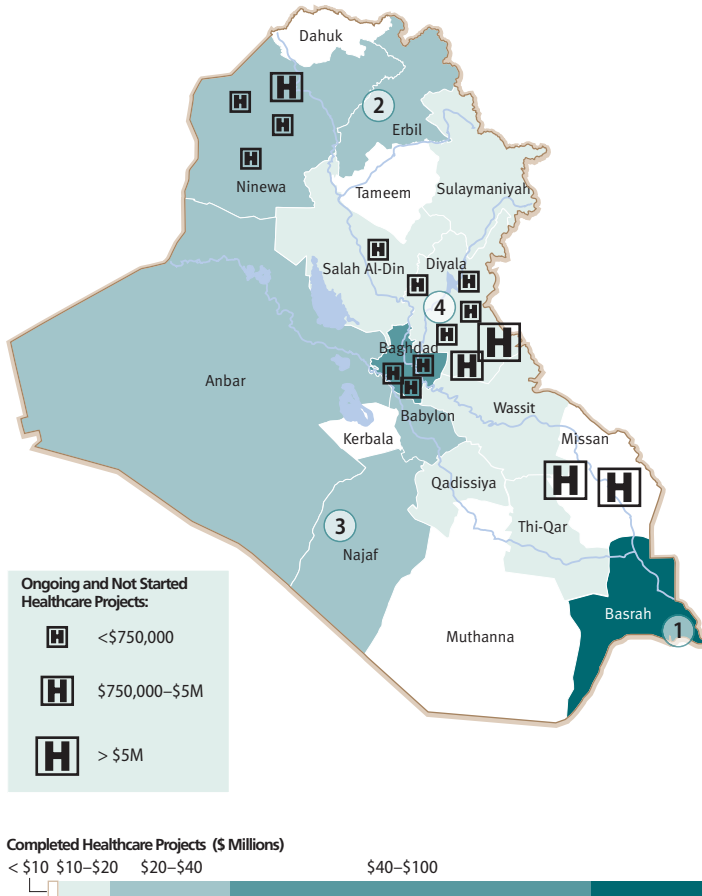 Dahuk
H
H
2
H
Erbil
H
Ninewa
Tameem
Sulaymaniyah
H
Salah Al-Din
Diyala
H
H
4
H
H
H
Baghdad
H
H
H
H
Anbar
Babylon
Wassit
Kerbala
Missan
H
H
Qadissiya
3
Thi-Qar
Najaf
Ongoing and Not Started
Healthcare Projects:
H <$750,000
H $750,000–$5M
H > $5M
Basrah
1
Muthanna
Completed Healthcare Projects ($ Millions)
< $10 $10–$20 $20–$40 $40–$100